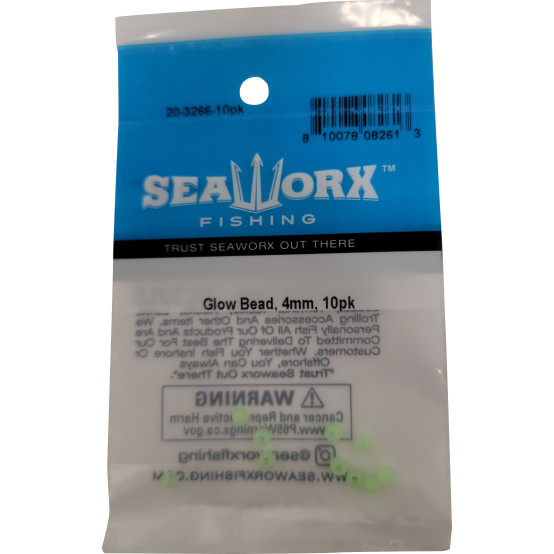 20-3266-10pk
8 10078 08261 3
SEAWORX™
FISHING
TRUST SEAWORX OUT THERE
Glow Bead, 4mm, 10pk
Trolling Accessories And Other Items. We
Personally Fish All Of Our Products And Are
Committed To Delivering The Best For Our
Customers. Whether You Fish Inshore Or
Offshore, You Can Always
"Trust Seaworx Out There".
⚠ WARNING
Cancer and Reproductive Harm
www.P65Warnings.ca.gov
@seaworxfishing
WWW.SEAWORXFISHING.COM